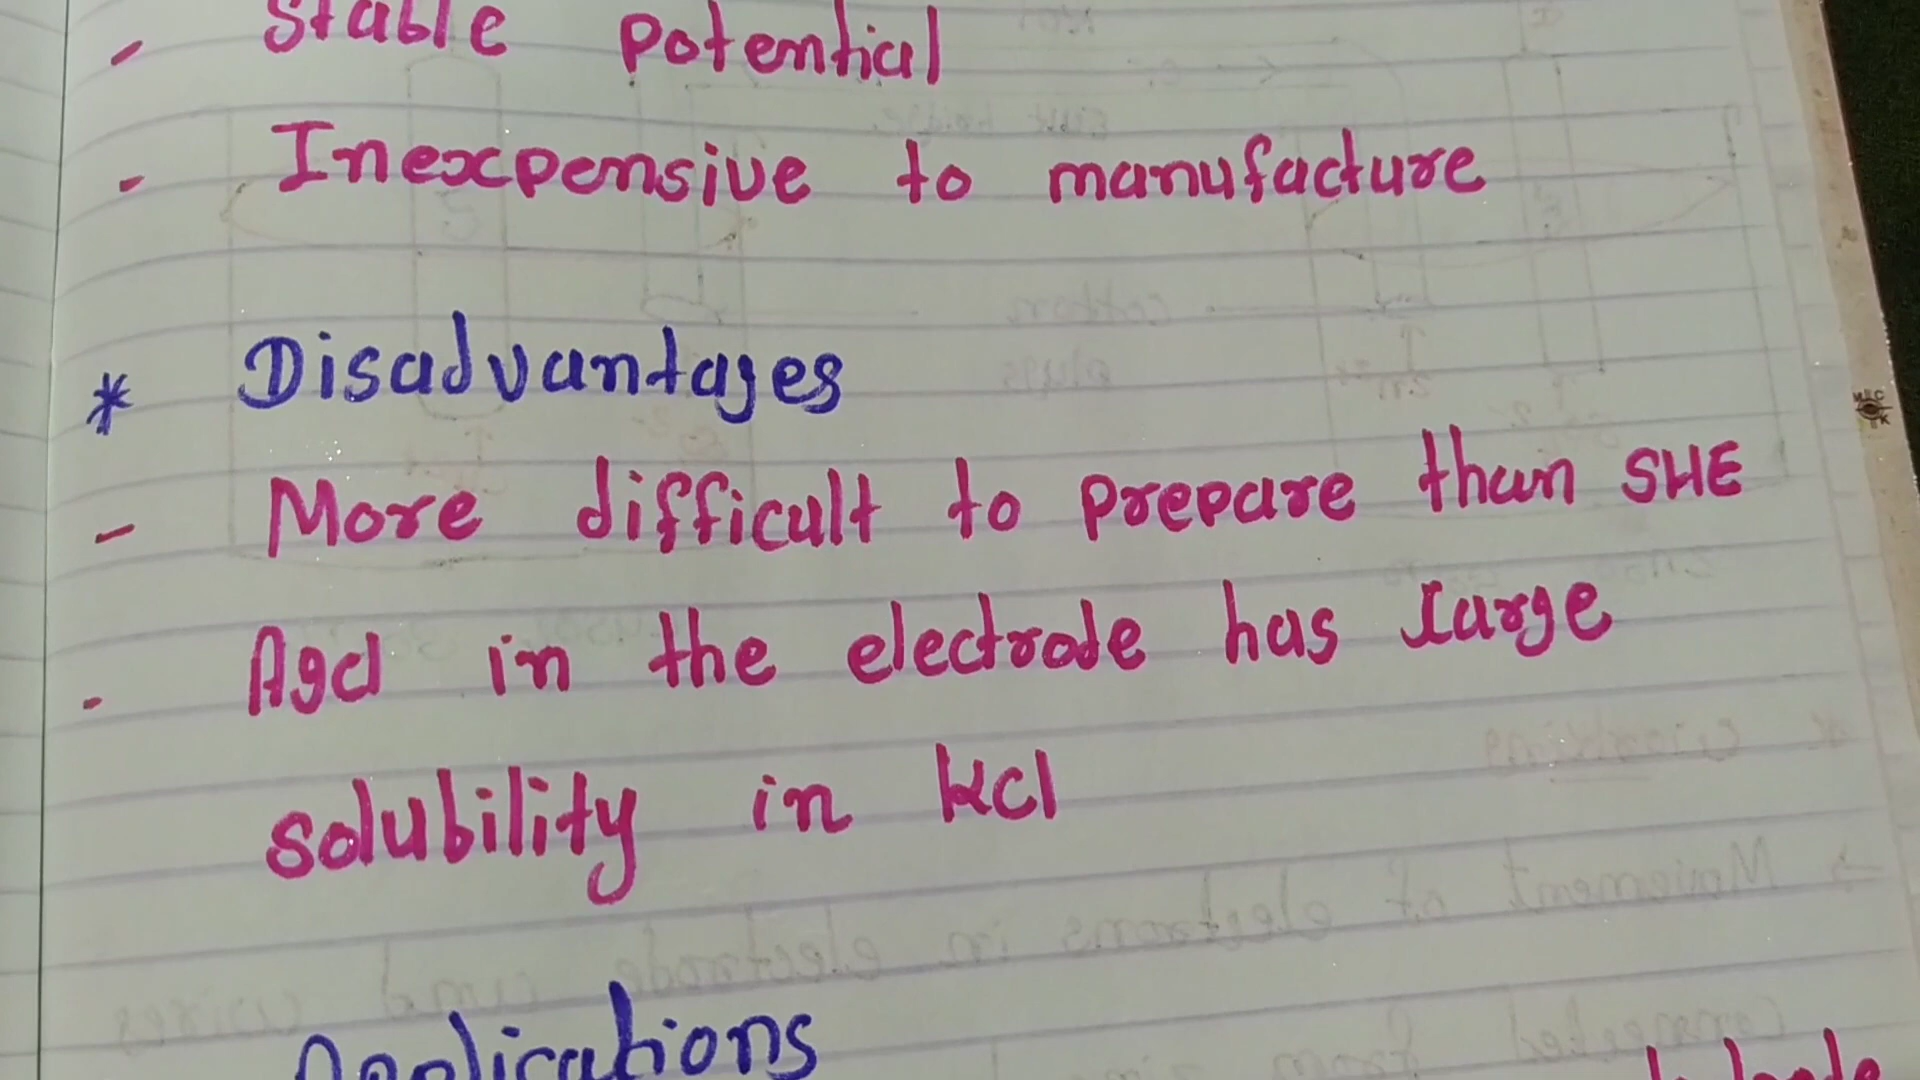 - Stable potential
- Inexpensive to manufacture
* Disadvantages
- More difficult to prepare than SHE
- Agcl in the electrode has large
solubility in kcl
Applications